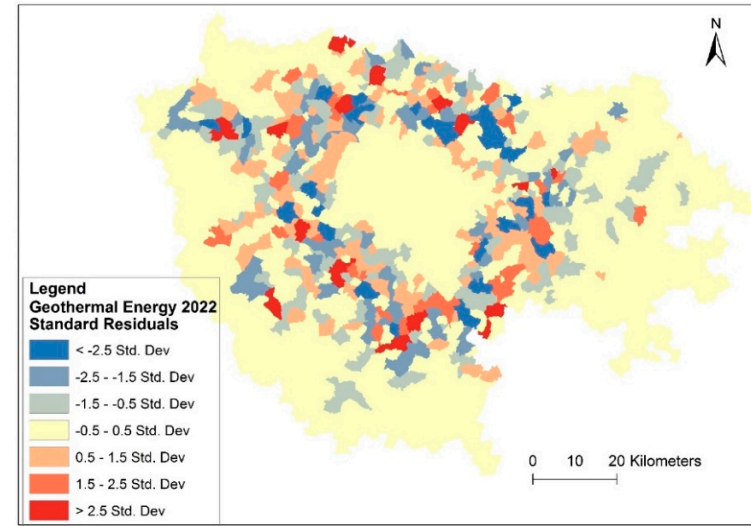 N
Legend
Geothermal Energy 2022
Standard Residuals
< -2.5 Std. Dev
-2.5 - -1.5 Std. Dev
-1.5 - -0.5 Std. Dev
-0.5 - 0.5 Std. Dev
0.5 - 1.5 Std. Dev
1.5 - 2.5 Std. Dev
> 2.5 Std. Dev
0 10 20 Kilometers